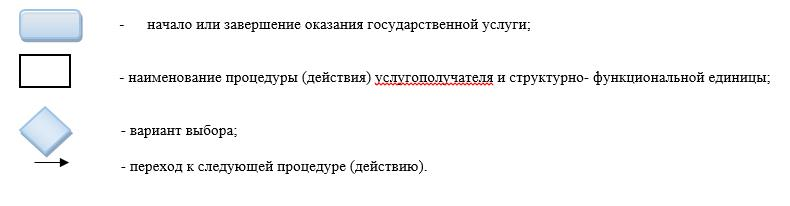 - начало или завершение оказания государственной услуги;
- наименование процедуры (действия) услугополучателя и структурно- функциональной единицы;
- вариант выбора;
- переход к следующей процедуре (действию).